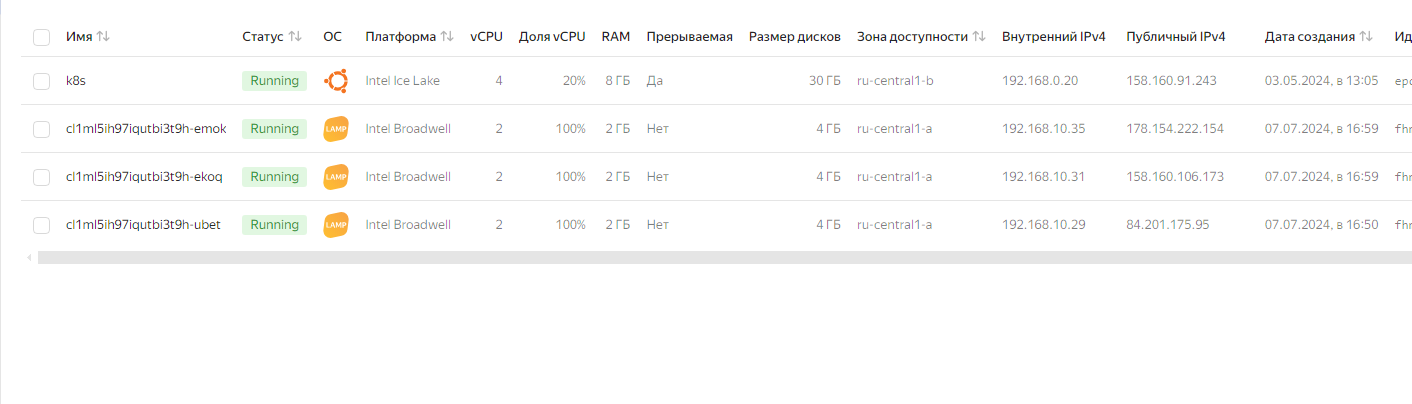 Имя Статус ОС Платформа vCPU Доля vCPU RAM Прерываемая Размер дисков Зона доступности Внутренний IPv4 Публичный IPv4 Дата создания Ид
k8s Running Intel Ice Lake 4 20% 8 ГБ Да 30 ГБ ru-central1-b 192.168.0.20 158.160.91.243 03.05.2024, в 13:05 epd
cl1ml5ih97iqutbi3t9h-emok Running LAMP Intel Broadwell 2 100% 2 ГБ Нет 4 ГБ ru-central1-a 192.168.10.35 178.154.222.154 07.07.2024, в 16:59 fhm
cl1ml5ih97iqutbi3t9h-ekoq Running LAMP Intel Broadwell 2 100% 2 ГБ Нет 4 ГБ ru-central1-a 192.168.10.31 158.160.106.173 07.07.2024, в 16:59 fhm
cl1ml5ih97iqutbi3t9h-ubet Running LAMP Intel Broadwell 2 100% 2 ГБ Нет 4 ГБ ru-central1-a 192.168.10.29 84.201.175.95 07.07.2024, в 16:50 fhm